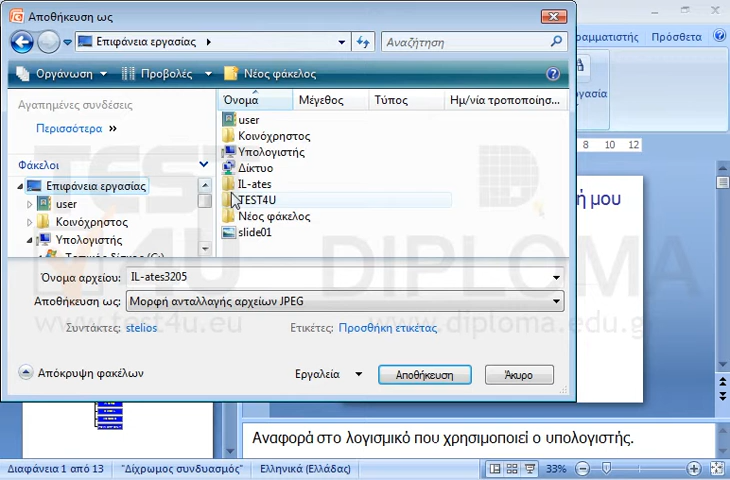 Αποθήκευση ως
Επιφάνεια εργασίας
Αναζήτηση
Οργάνωση Προβολές Νέος φάκελος
Αγαπημένες συνδέσεις
Περισσότερα »
Φάκελοι
Επιφάνεια εργασίας
user
Κοινόχρηστος
Υπολογιστής
Όνομα Μέγεθος Τύπος Ημ/νία τροποποίησ...
user
Κοινόχρηστος
Υπολογιστής
Δίκτυο
IL-ates
TEST4U
Νέος φάκελος
slide01
Όνομα αρχείου: IL-ates3205
Αποθήκευση ως: Μορφή ανταλλαγής αρχείων JPEG
Συντάκτες: stelios Ετικέτες: Προσθήκη ετικέτας
Απόκρυψη φακέλων Εργαλεία Αποθήκευση Άκυρο
ραμματιστής Πρόσθετα
ασία
8 10 12
ή μου
TEST4U DIPLOMA
www.test4u.eu www.diploma.edu.g
Αναφορά στο λογισμικό που χρησιμοποιεί ο υπολογιστής.
Διαφάνεια 1 από 13 "Δίχρωμος συνδυασμός" Ελληνικά (Ελλάδας) 33%